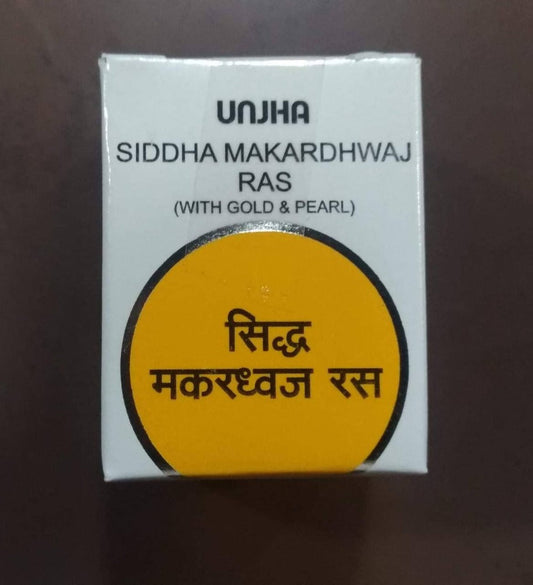 UNJHA
SIDDHA MAKARDHWAJ
RAS
(WITH GOLD & PEARL)
सिद्ध
मकरध्वज रस